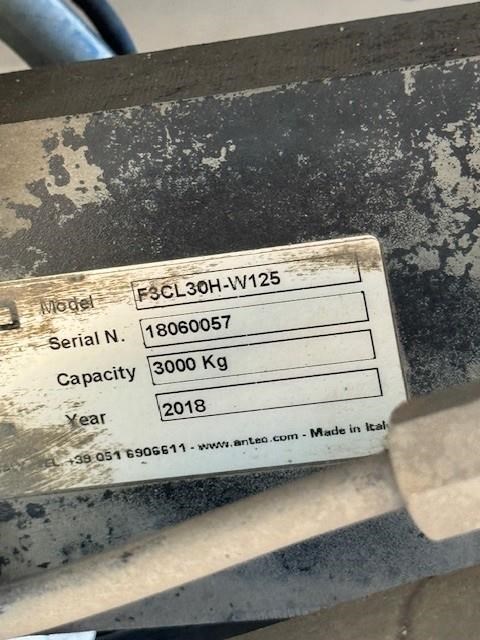 Model F3CL30H-W125
Serial N. 18060057
Capacity 3000 Kg
Year 2018
+39 051 6906611 - www.anteo.com - Made in Italy